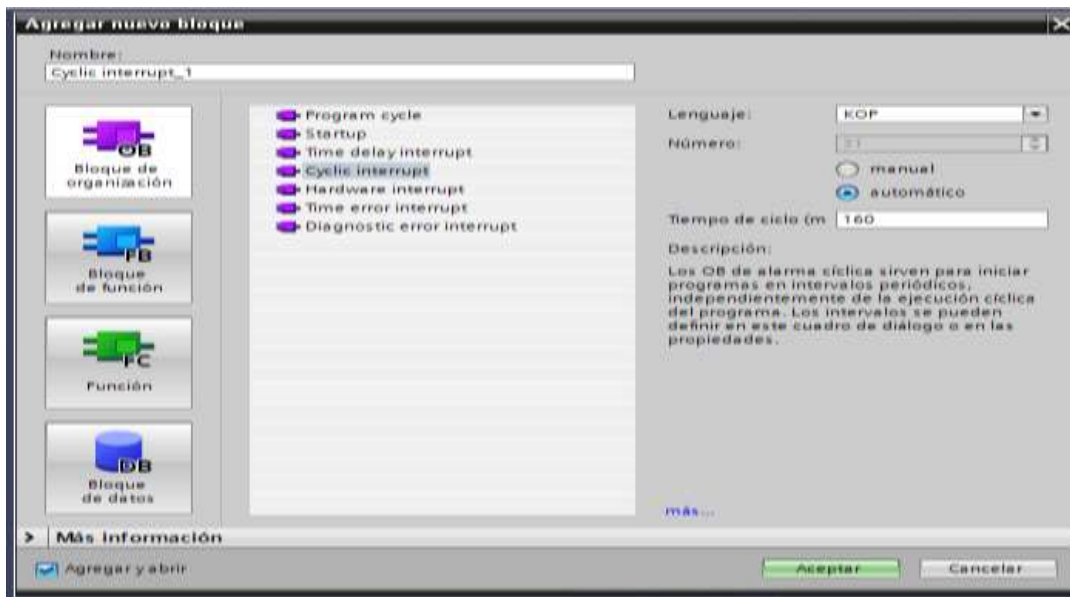 Agregar nuevo bloque
Nombre:
Cyclic interrupt_1
OB
Bloque de
organización
FB
Bloque
de función
FC
Función
DB
Bloque
de datos
Program cycle
Startup
Time delay interrupt
Cyclic interrupt
Hardware interrupt
Time error interrupt
Diagnostic error interrupt
Lenguaje:
KOP
Número:
manual
automático
Tiempo de ciclo (m
160
Descripción:
Los OB de alarma cíclica sirven para iniciar
programas en intervalos periódicos,
independientemente de la ejecución cíclica
del programa. Los intervalos se pueden
definir en este cuadro de diálogo o en las
propiedades.
más...
> Más información
Agregar y abrir
Aceptar
Cancelar